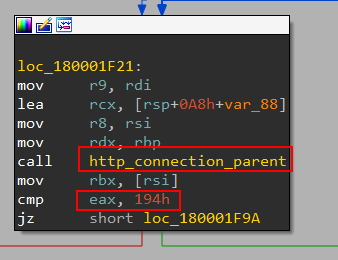 loc_180001F21:
mov r9, rdi
lea rcx, [rsp+0A8h+var_88]
mov r8, rsi
mov rdx, rbp
call http_connection_parent
mov rbx, [rsi]
cmp eax, 194h
jz short loc_180001F9A